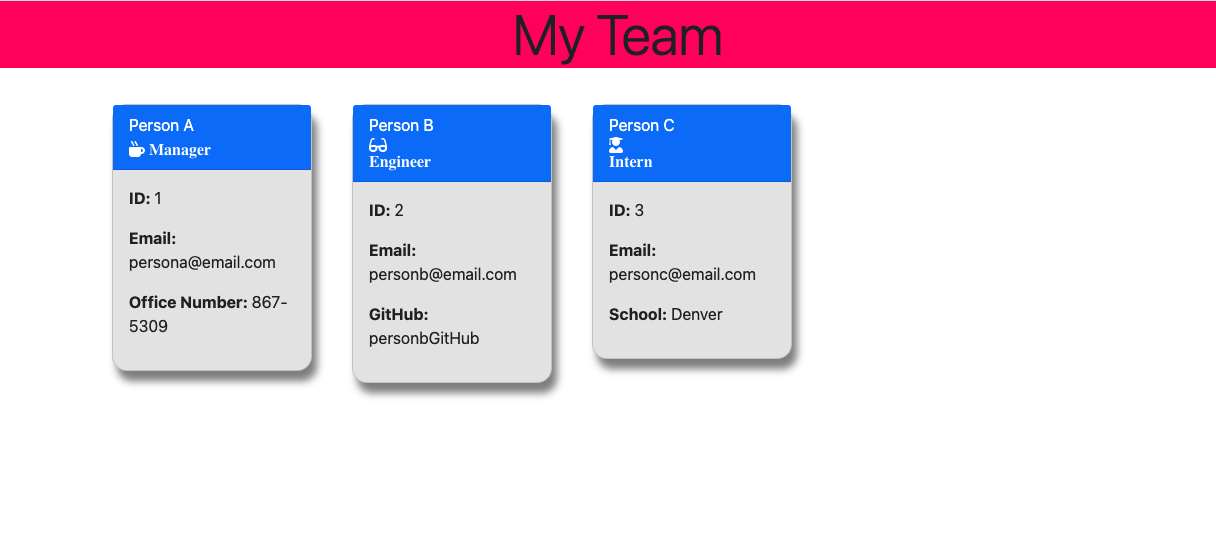 My Team
Person A
Manager
ID: 1
Email:
persona@email.com
Office Number: 867-
5309
Person B
Engineer
ID: 2
Email:
personb@email.com
GitHub:
personbGitHub
Person C
Intern
ID: 3
Email:
personc@email.com
School: Denver